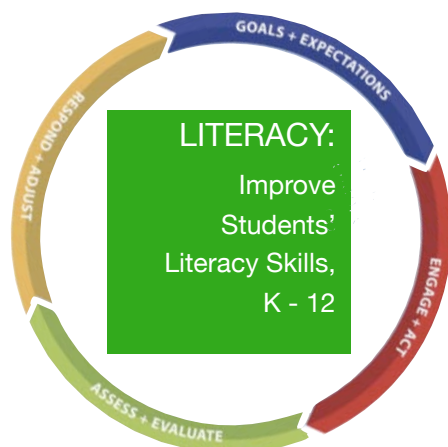 GOALS + EXPECTATIONS
ENGAGE + ACT
ASSESS + EVALUATE
RESPOND + ADJUST
LITERACY:
Improve
Students’
Literacy Skills,
K - 12